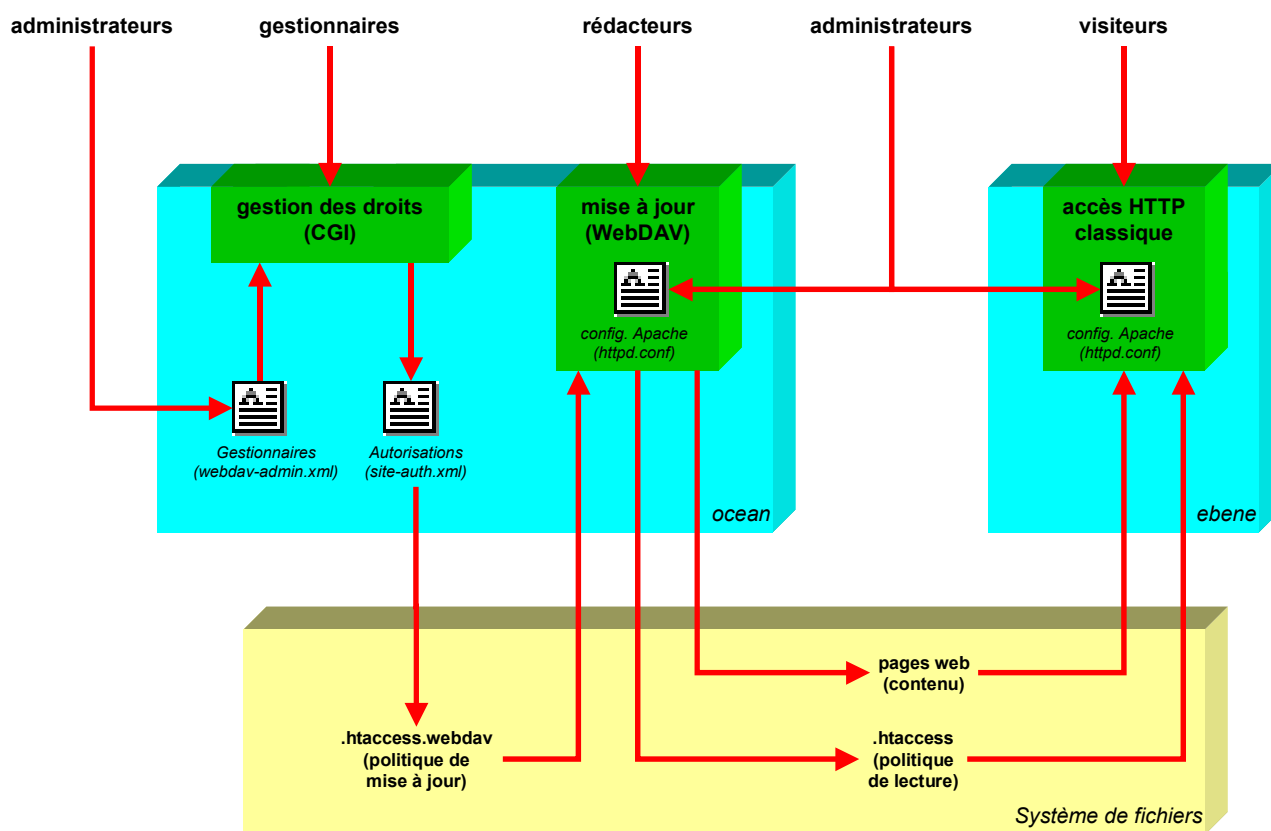 administrateurs
gestionnaires
rédacteurs
administrateurs
visiteurs
gestion des droits
(CGI)
mise à jour
(WebDAV)
accès HTTP
classique
config. Apache
(httpd.conf)
config. Apache
(httpd.conf)
Gestionnaires
(webdav-admin.xml)
Autorisations
(site-auth.xml)
ocean
ebene
pages web
(contenu)
.htaccess.webdav
(politique de
mise à jour)
.htaccess
(politique
de lecture)
Système de fichiers